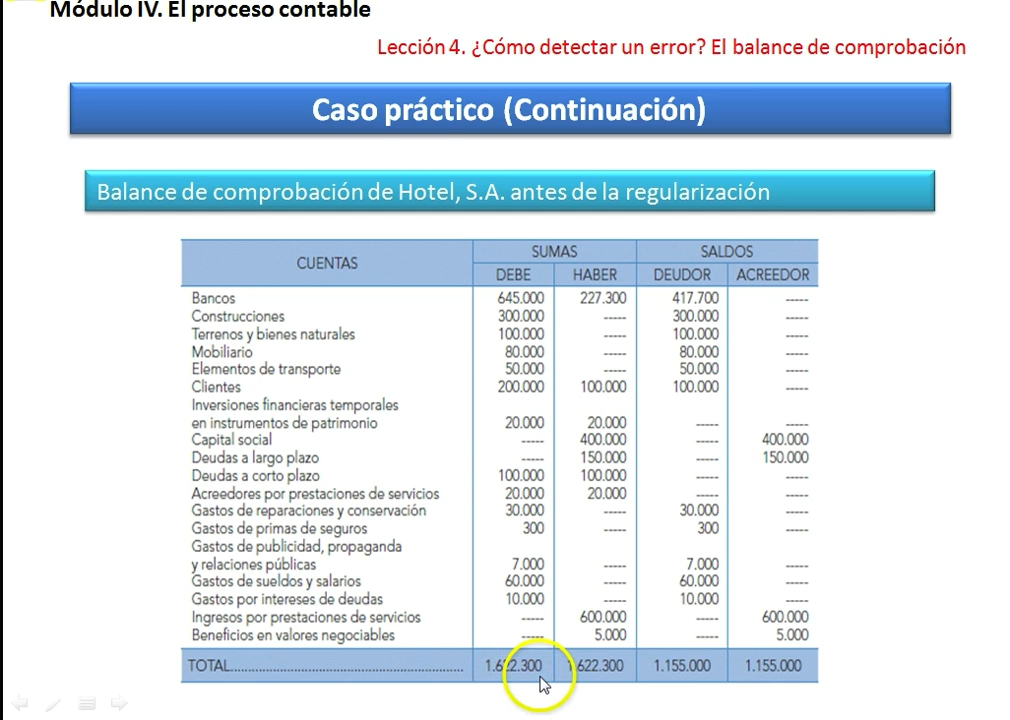 Módulo IV. El proceso contable
Lección 4. ¿Cómo detectar un error? El balance de comprobación
Caso práctico (Continuación)
Balance de comprobación de Hotel, S.A. antes de la regularización
CUENTAS SUMAS SALDOS
DEBE HABER DEUDOR ACREEDOR
Bancos 645.000 227.300 417.700 -----
Construcciones 300.000 ----- 300.000 -----
Terrenos y bienes naturales 100.000 ----- 100.000 -----
Mobiliario 80.000 ----- 80.000 -----
Elementos de transporte 50.000 ----- 50.000 -----
Clientes 200.000 100.000 100.000 -----
Inversiones financieras temporales
en instrumentos de patrimonio 20.000 20.000 ----- -----
Capital social ----- 400.000 ----- 400.000
Deudas a largo plazo ----- 150.000 ----- 150.000
Deudas a corto plazo 100.000 100.000 ----- -----
Acreedores por prestaciones de servicios 20.000 20.000 ----- -----
Gastos de reparaciones y conservación 30.000 ----- 30.000 -----
Gastos de primas de seguros 300 ----- 300 -----
Gastos de publicidad, propaganda
y relaciones públicas 7.000 ----- 7.000 -----
Gastos de sueldos y salarios 60.000 ----- 60.000 -----
Gastos por intereses de deudas 10.000 ----- 10.000 -----
Ingresos por prestaciones de servicios ----- 600.000 ----- 600.000
Beneficios en valores negociables ----- 5.000 ----- 5.000
TOTAL................................................................ 1.622.300 1.622.300 1.155.000 1.155.000